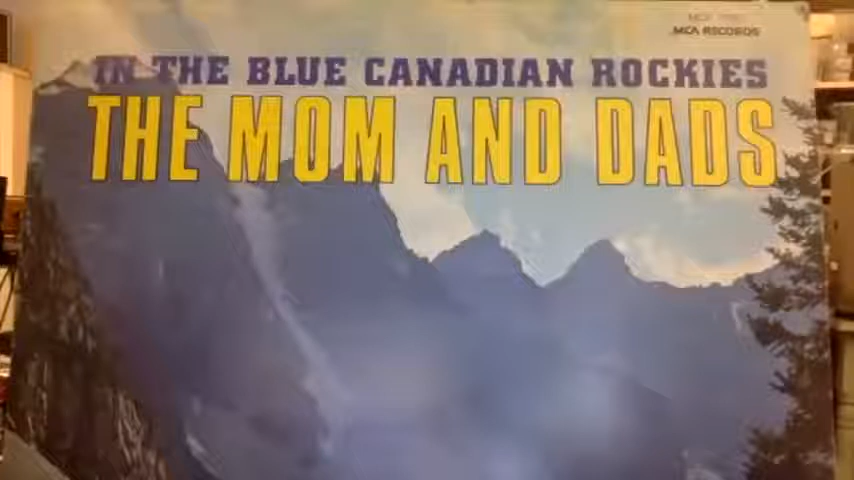 MCA RECORDS
IN THE BLUE CANADIAN ROCKIES
THE MOM AND DADS